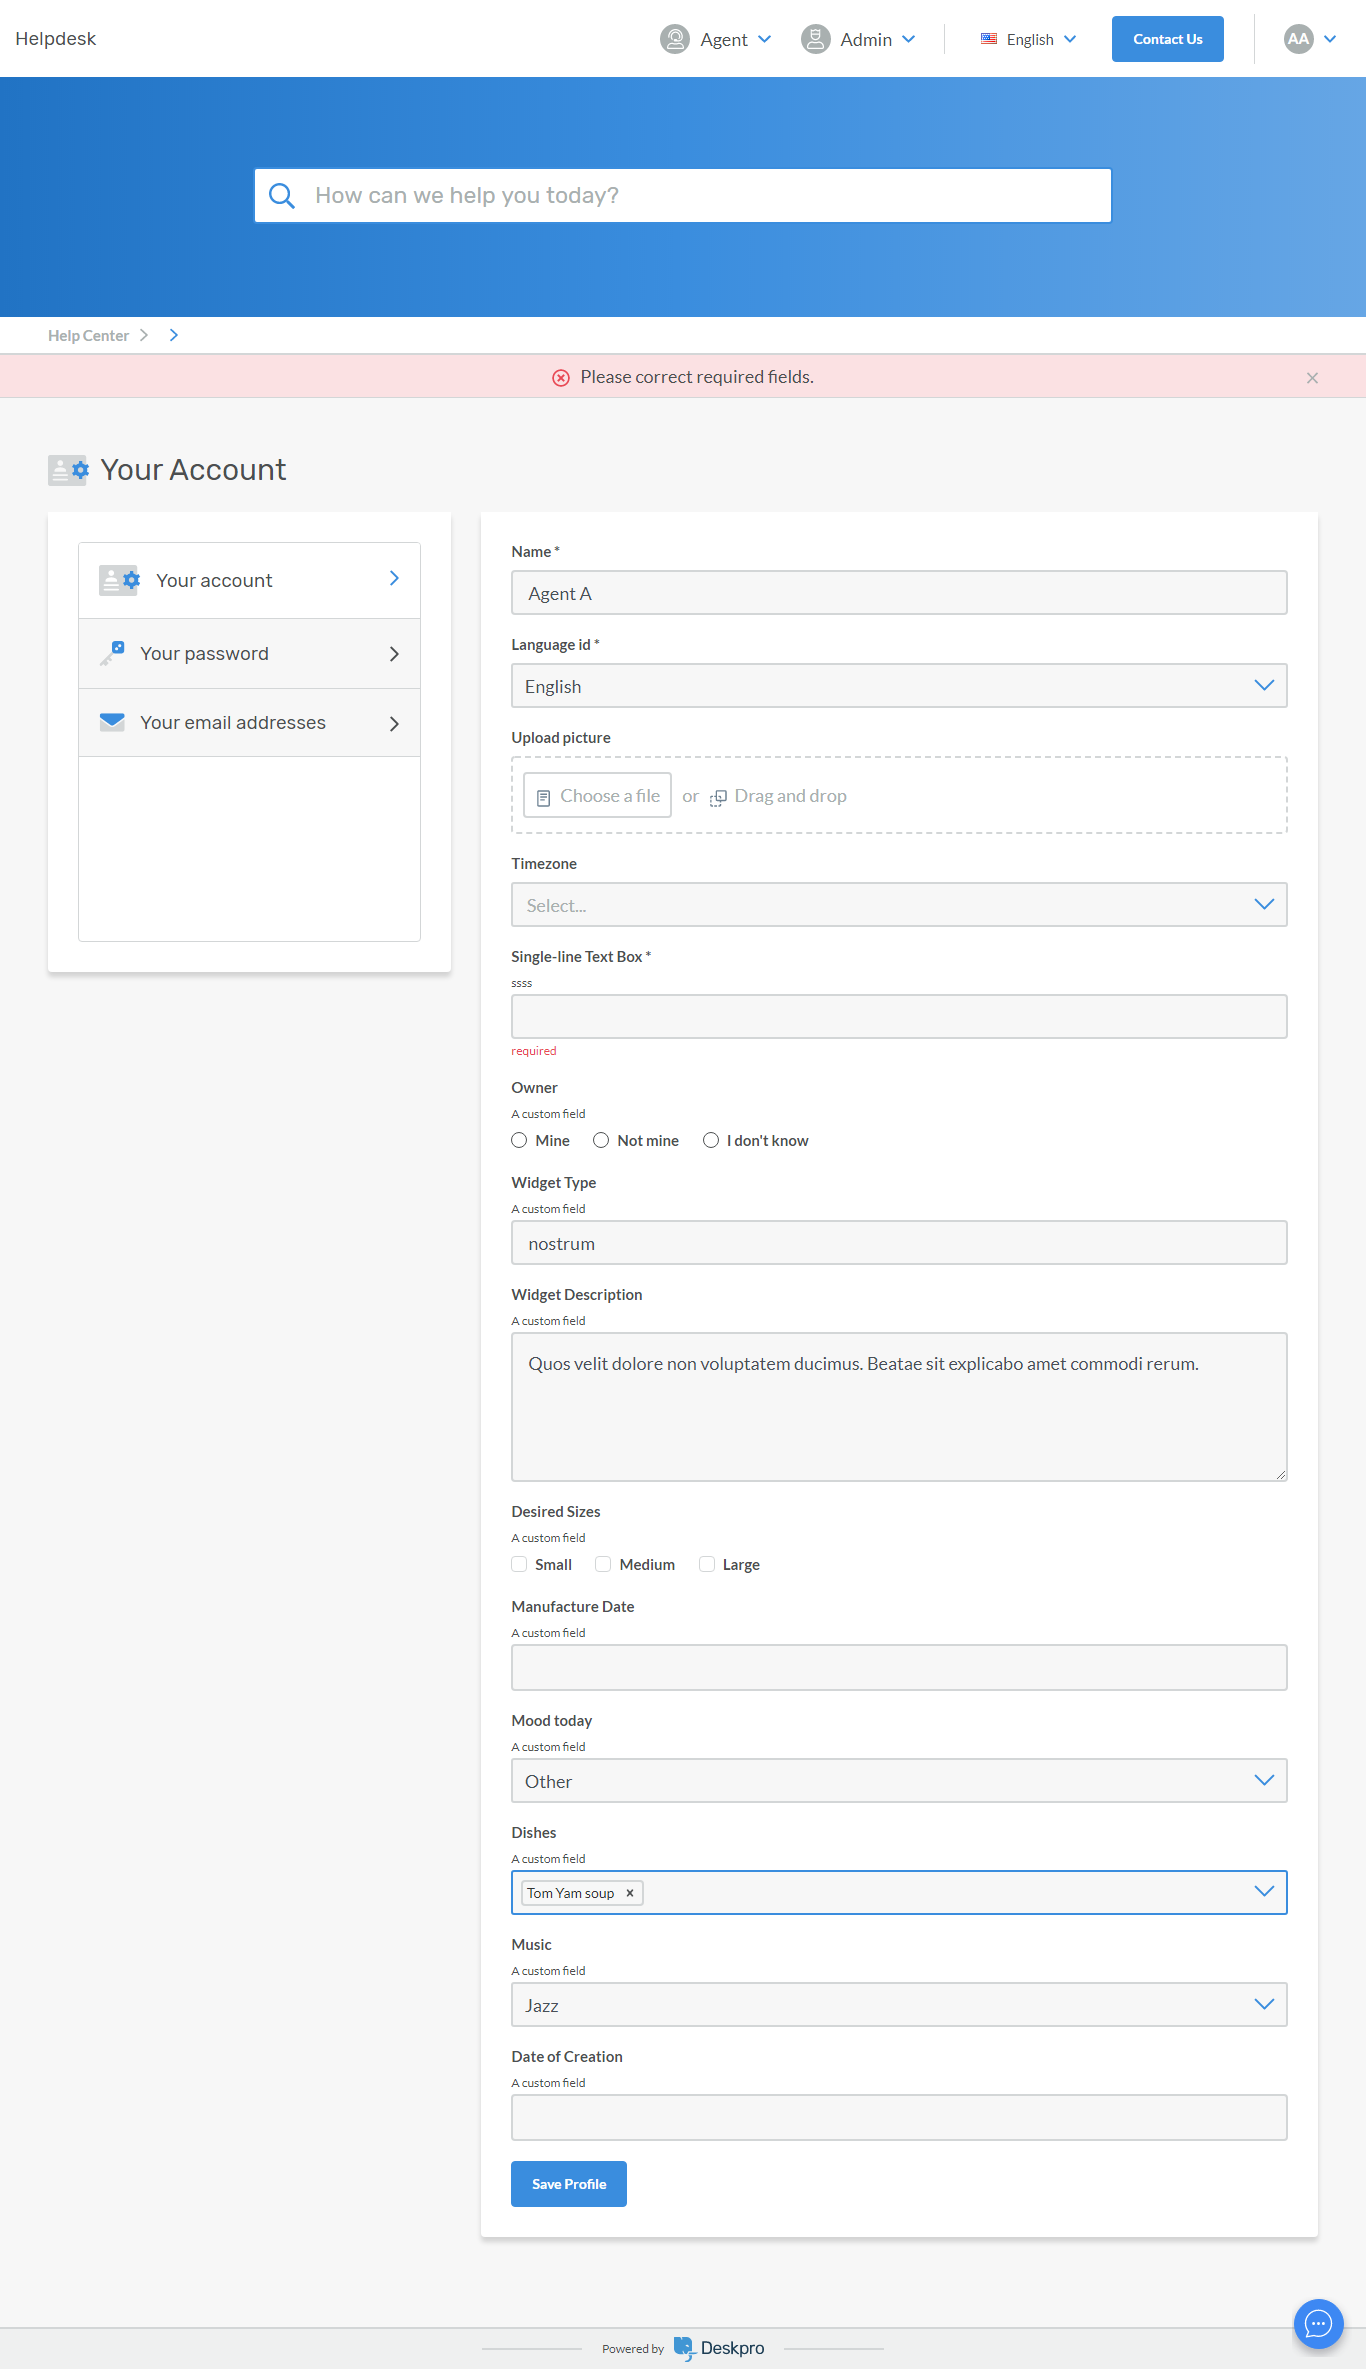 Helpdesk
Agent
Admin
English
Contact Us
AA
How can we help you today?
Help Center
Please correct required fields.
Your Account
Your account
Your password
Your email addresses
Name *
Agent A
Language id *
English
Upload picture
Choose a file or Drag and drop
Timezone
Select...
Single-line Text Box *
ssss
required
Owner
A custom field
Mine Not mine I don't know
Widget Type
A custom field
nostrum
Widget Description
A custom field
Quos velit dolore non voluptatem ducimus. Beatae sit explicabo amet commodi rerum.
Desired Sizes
A custom field
Small Medium Large
Manufacture Date
A custom field
Mood today
A custom field
Other
Dishes
A custom field
Tom Yam soup ×
Music
A custom field
Jazz
Date of Creation
A custom field
Save Profile
Powered by Deskpro